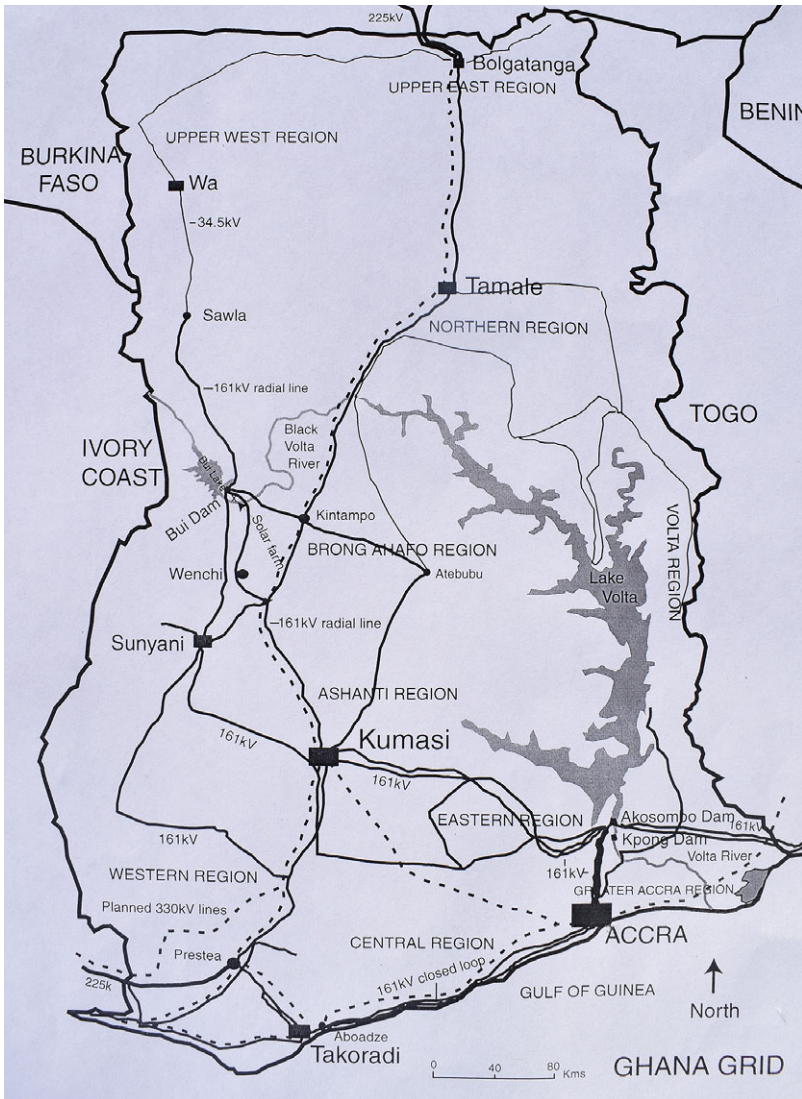 225kV
Bolgatanga
UPPER EAST REGION
BENIN
UPPER WEST REGION
BURKINA
FASO
Wa
34.5kV
Tamale
Sawla
NORTHERN REGION
161kV radial line
TOGO
Black
Volta
River
IVORY
COAST
Bui Lake
Bui Dam
Solar farm
Kintampo
VOLTA REGION
BRONG AHAFO REGION
Wenchi
Atebubu
Lake
Volta
161kV radial line
Sunyani
ASHANTI REGION
161kV
Kumasi
161kV
EASTERN REGION
Akosombo Dam
161kV
161kV
Kpong Dam
Volta River
161kV
WESTERN REGION
GREATER ACCRA REGION
Planned 330kV lines
ACCRA
CENTRAL REGION
Prestea
161kV closed loop
225k
GULF OF GUINEA
North
Aboadze
Takoradi
GHANA GRID
0 40 80 Kms